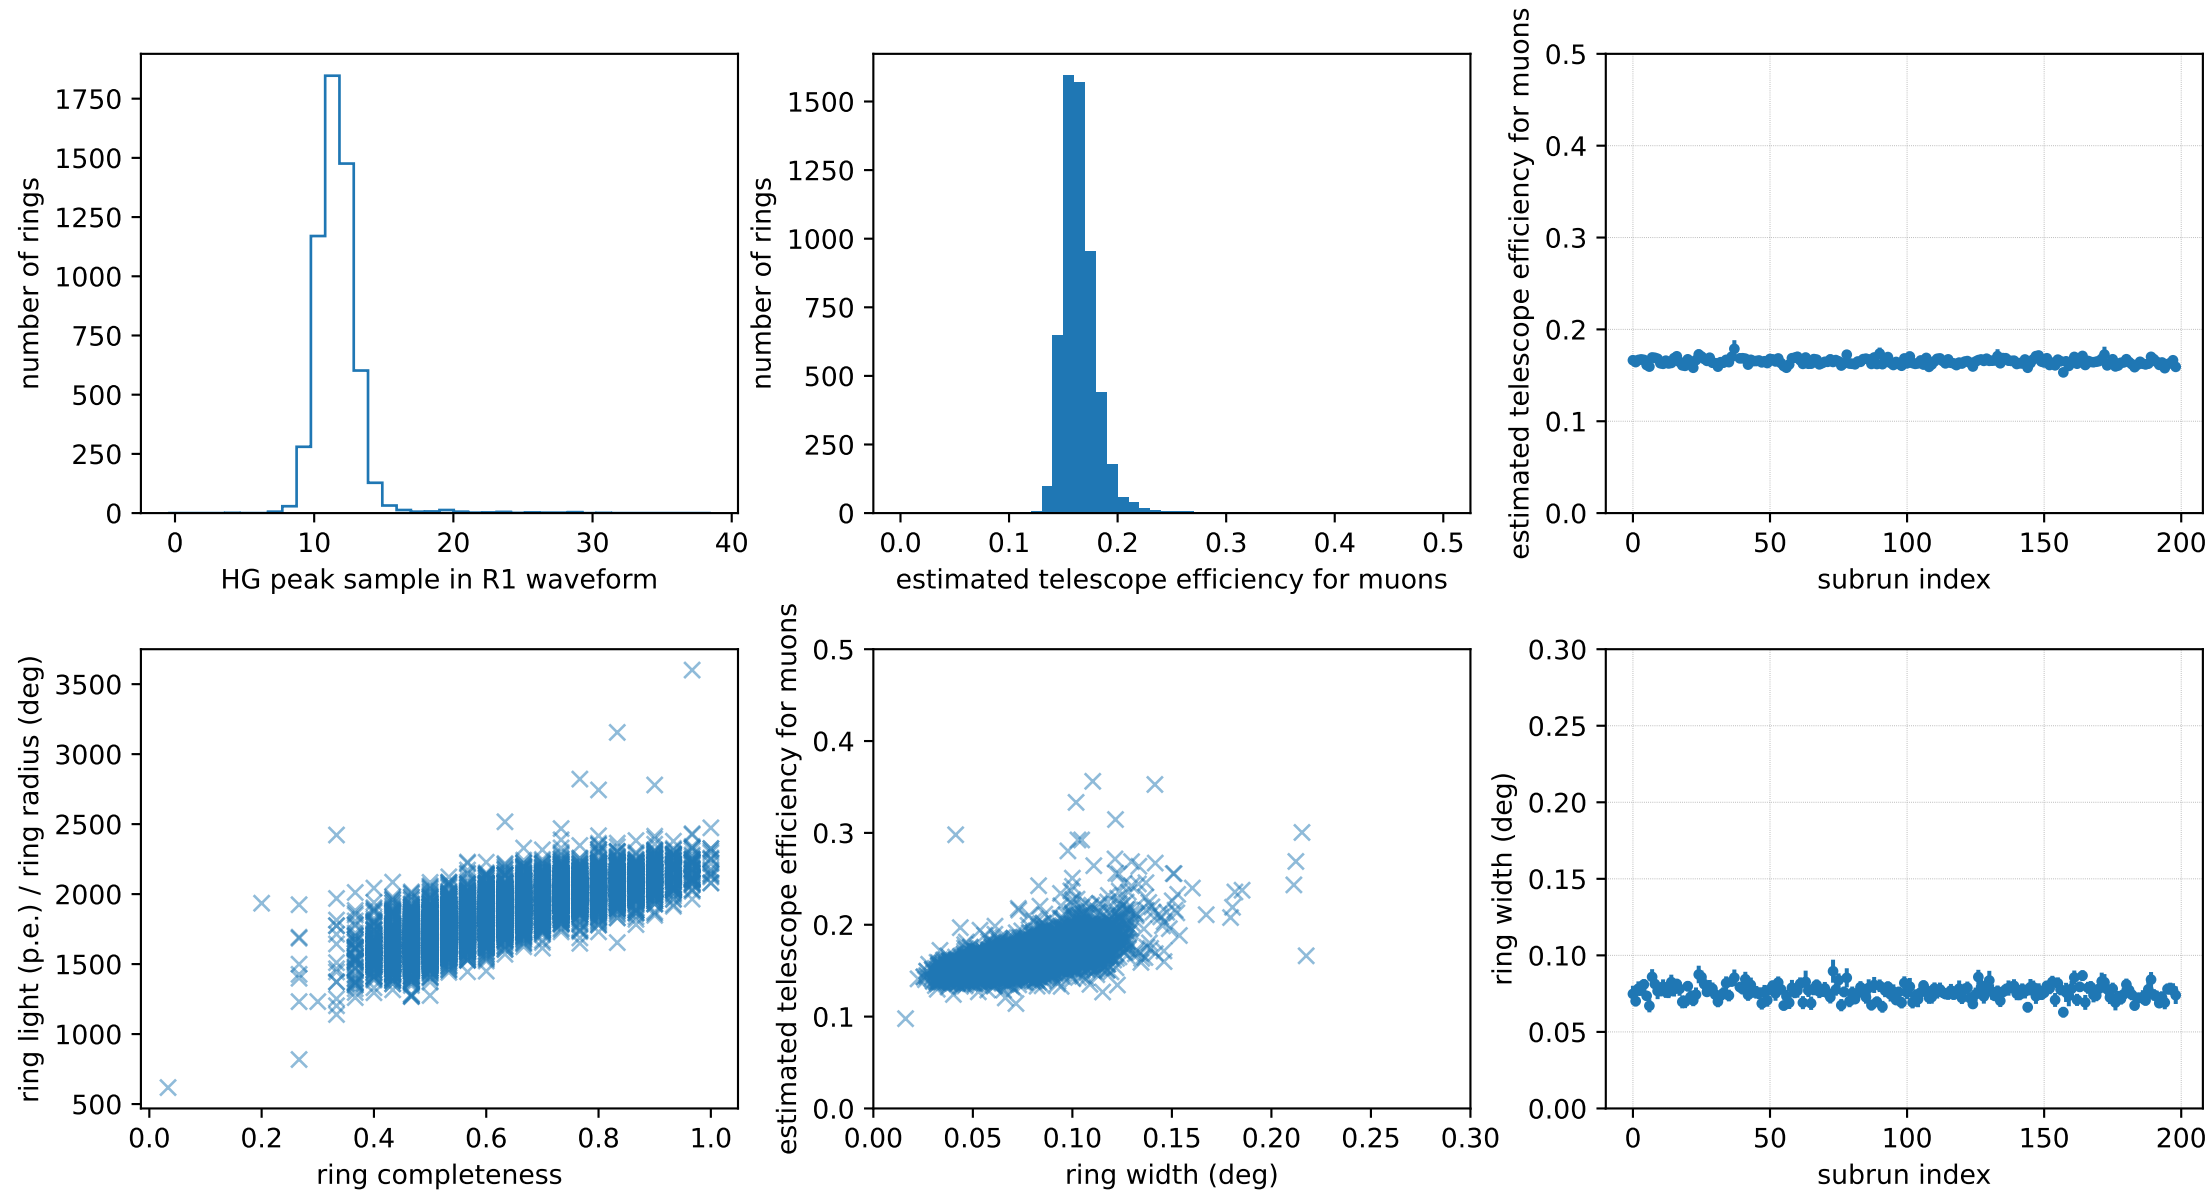 number of rings
1750
1500
1250
1000
750
500
250
0
0 10 20 30 40
HG peak sample in R1 waveform
number of rings
1500
1250
1000
750
500
250
0
0.0 0.1 0.2 0.3 0.4 0.5
estimated telescope efficiency for muons
estimated telescope efficiency for muons
0.5
0.4
0.3
0.2
0.1
0.0
0 50 100 150 200
subrun index
ring light (p.e.) / ring radius (deg)
3500
3000
2500
2000
1500
1000
500
0.0 0.2 0.4 0.6 0.8 1.0
ring completeness
estimated telescope efficiency for muons
0.5
0.4
0.3
0.2
0.1
0.0
0.00 0.05 0.10 0.15 0.20 0.25 0.30
ring width (deg)
ring width (deg)
0.30
0.25
0.20
0.15
0.10
0.05
0.00
0 50 100 150 200
subrun index